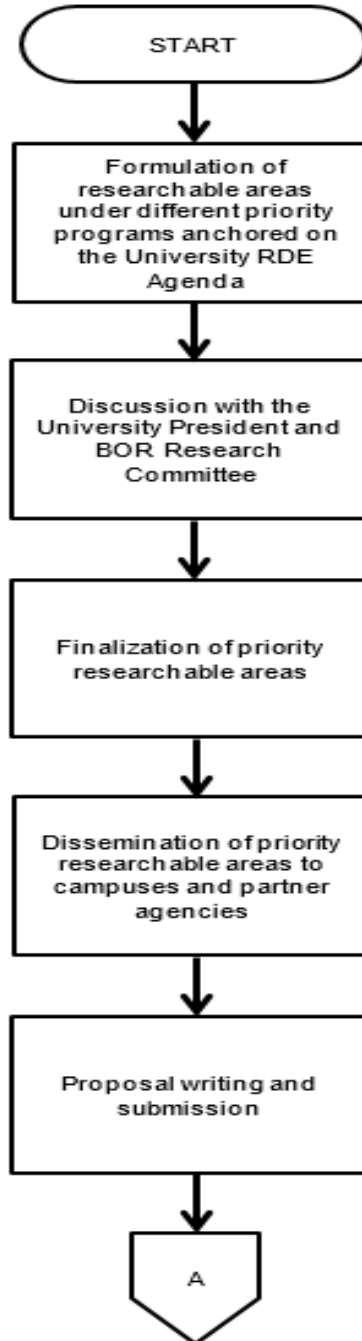 START
Formulation of
researchable areas
under different priority
programs anchored on
the University RDE
Agenda
Discussion with the
University President and
BOR Research
Committee
Finalization of priority
researchable areas
Dissemination of priority
researchable areas to
campuses and partner
agencies
Proposal writing and
submission
A